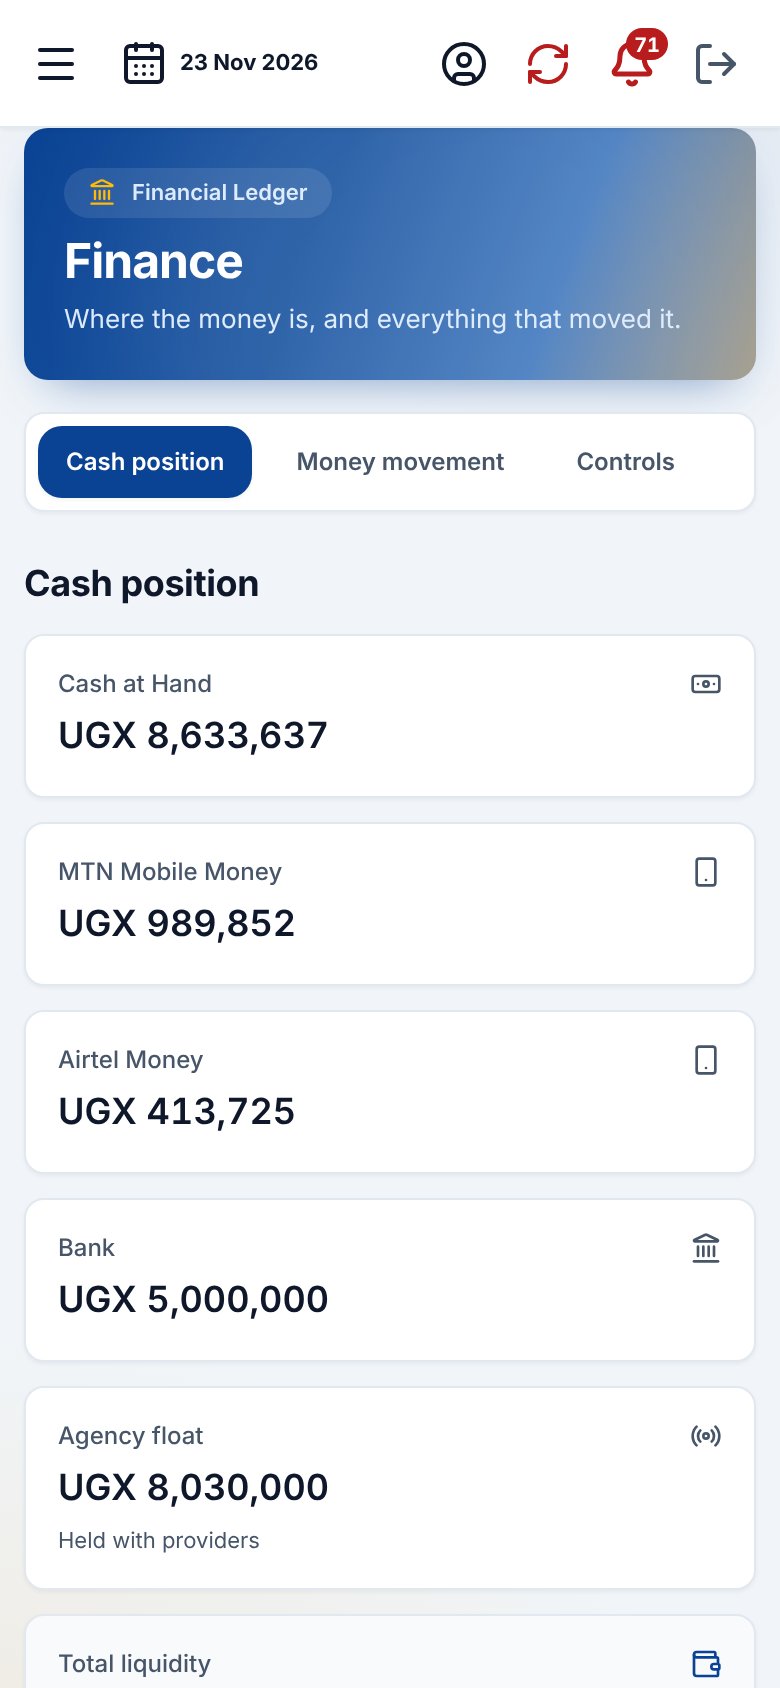 23 Nov 2026
71
Financial Ledger
Finance
Where the money is, and everything that moved it.
Cash position
Money movement
Controls
Cash position
Cash at Hand
UGX 8,633,637
MTN Mobile Money
UGX 989,852
Airtel Money
UGX 413,725
Bank
UGX 5,000,000
Agency float
UGX 8,030,000
Held with providers
Total liquidity